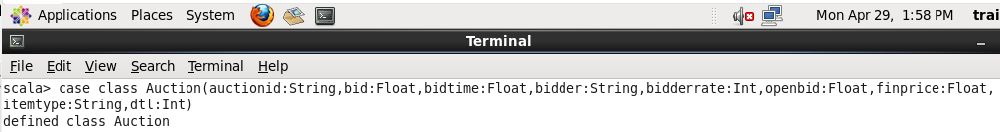 Applications Places System Mon Apr 29, 1:58 PM trai
Terminal
File Edit View Search Terminal Help
scala> case class Auction(auctionid:String,bid:Float,bidtime:Float,bidder:String,bidderrate:Int,openbid:Float,finprice:Float,
itemtype:String,dtl:Int)
defined class Auction